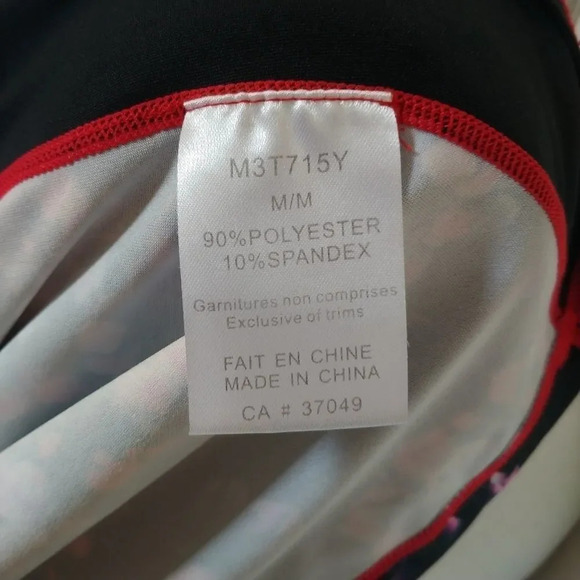 M3T715Y
M/M
90%POLYESTER
10%SPANDEX
Garnitures non comprises
Exclusive of trims
FAIT EN CHINE
MADE IN CHINA
CA # 37049